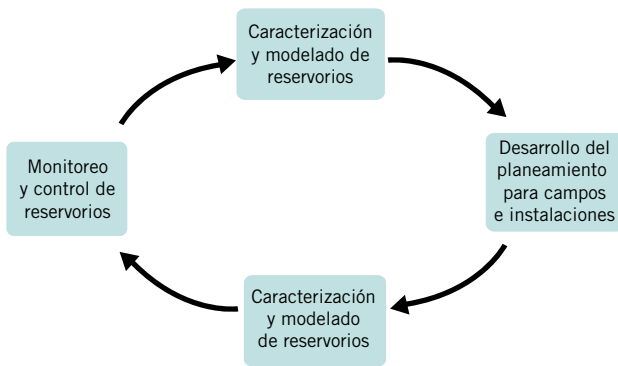 Caracterización
y modelado de
reservorios
Desarrollo del
planeamiento
para campos
e instalaciones
Caracterización
y modelado
de reservorios
Monitoreo
y control de
reservorios